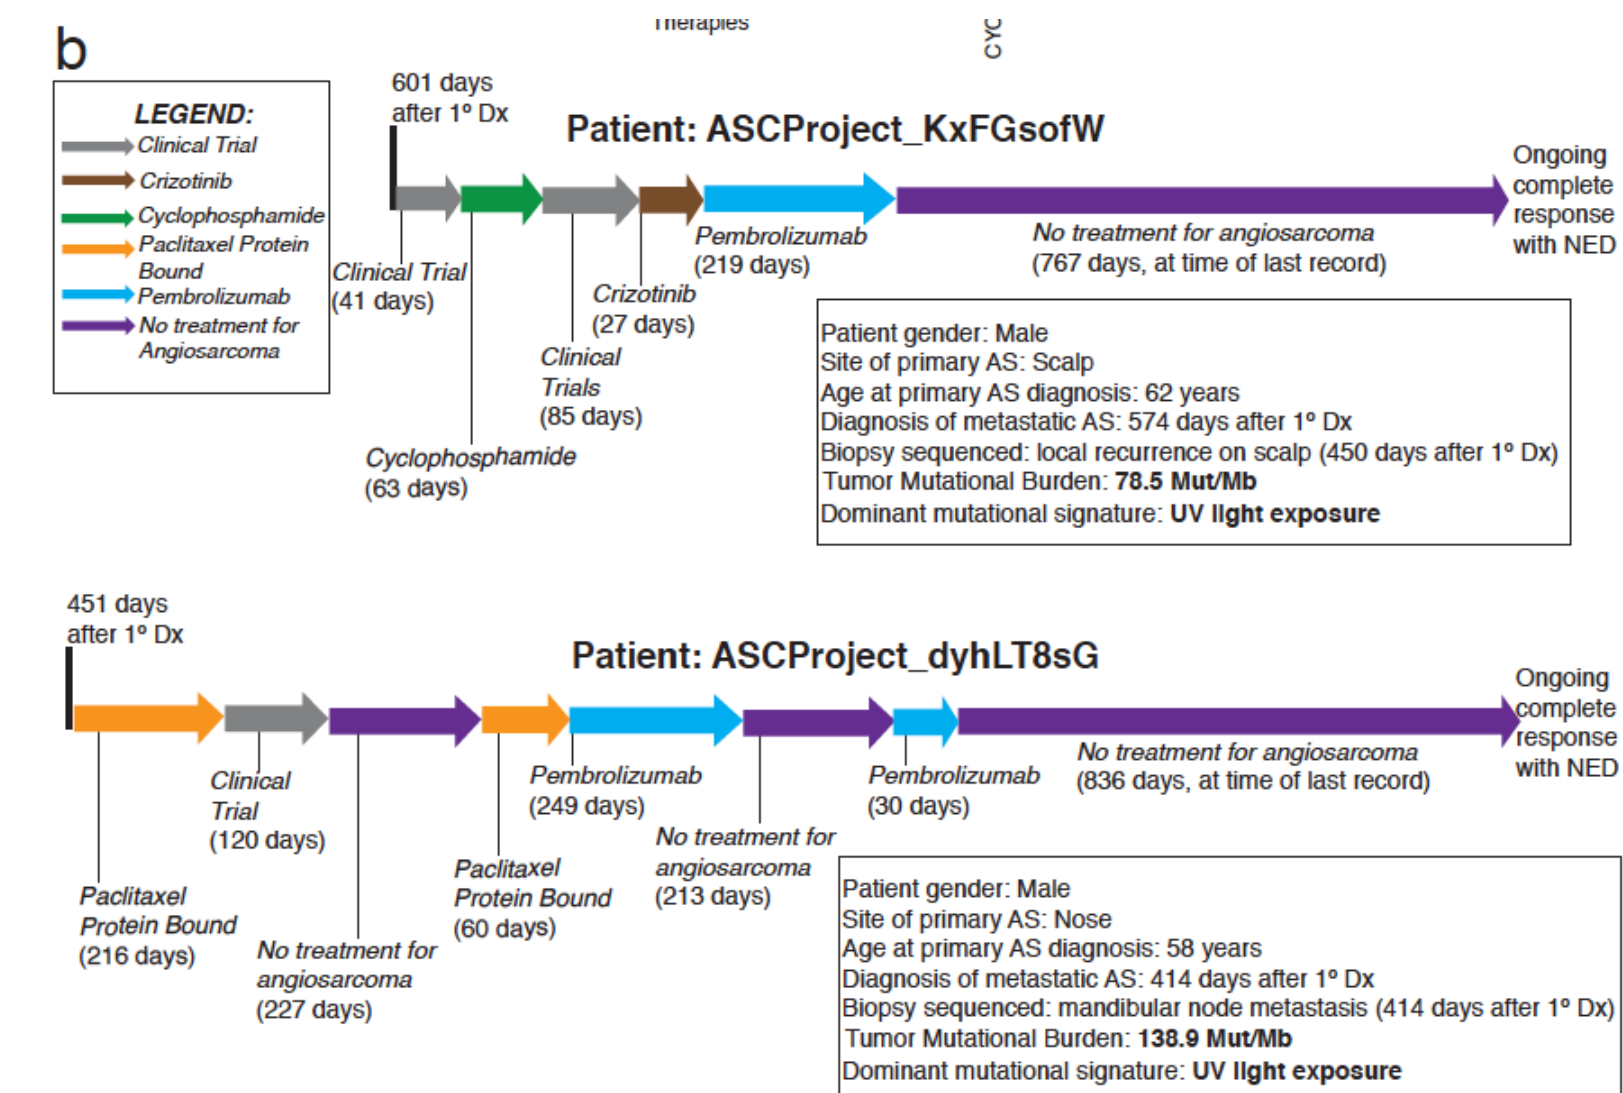 Therapies
CYC
b
LEGEND:
Clinical Trial
Crizotinib
Cyclophosphamide
Paclitaxel Protein
Bound
Pembrolizumab
No treatment for
Angiosarcoma
601 days
after 1º Dx
Patient: ASCProject_KxFGsofW
Clinical Trial
(41 days)
Cyclophosphamide
(63 days)
Clinical
Trials
(85 days)
Crizotinib
(27 days)
Pembrolizumab
(219 days)
No treatment for angiosarcoma
(767 days, at time of last record)
Ongoing
complete
response
with NED
Patient gender: Male
Site of primary AS: Scalp
Age at primary AS diagnosis: 62 years
Diagnosis of metastatic AS: 574 days after 1º Dx
Biopsy sequenced: local recurrence on scalp (450 days after 1º Dx)
Tumor Mutational Burden: 78.5 Mut/Mb
Dominant mutational signature: UV light exposure
451 days
after 1º Dx
Patient: ASCProject_dyhLT8sG
Paclitaxel
Protein Bound
(216 days)
Clinical
Trial
(120 days)
No treatment for
angiosarcoma
(227 days)
Paclitaxel
Protein Bound
(60 days)
Pembrolizumab
(249 days)
No treatment for
angiosarcoma
(213 days)
Pembrolizumab
(30 days)
No treatment for angiosarcoma
(836 days, at time of last record)
Ongoing
complete
response
with NED
Patient gender: Male
Site of primary AS: Nose
Age at primary AS diagnosis: 58 years
Diagnosis of metastatic AS: 414 days after 1º Dx
Biopsy sequenced: mandibular node metastasis (414 days after 1º Dx)
Tumor Mutational Burden: 138.9 Mut/Mb
Dominant mutational signature: UV light exposure